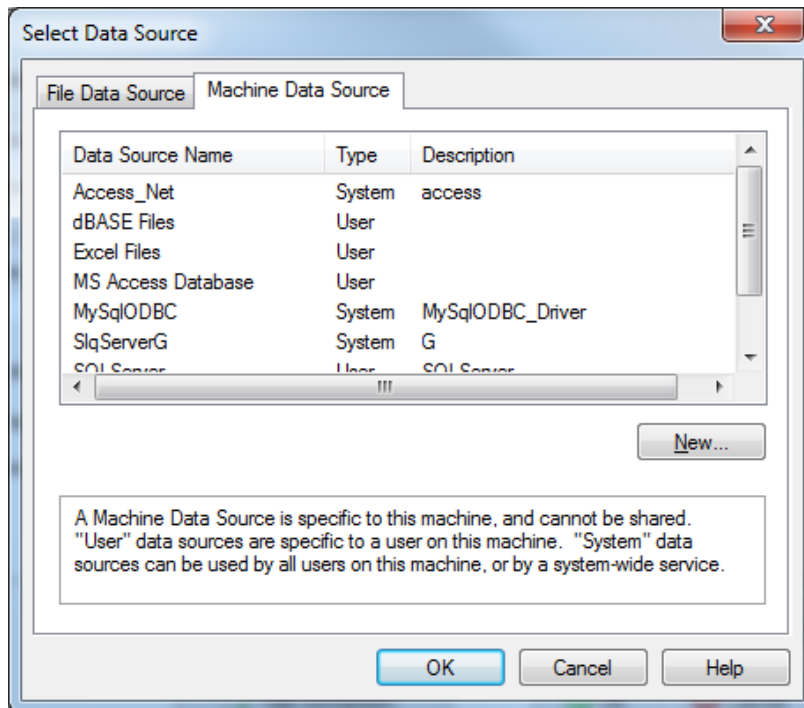 Select Data Source
File Data Source Machine Data Source
Data Source Name Type Description
Access_Net System access
dBASE Files User
Excel Files User
MS Access Database User
MySqlODBC System MySqlODBC_Driver
SlqServerG System G
SQLServer User SQLServer
New...
A Machine Data Source is specific to this machine, and cannot be shared.
"User" data sources are specific to a user on this machine. "System" data
sources can be used by all users on this machine, or by a system-wide service.
OK Cancel Help